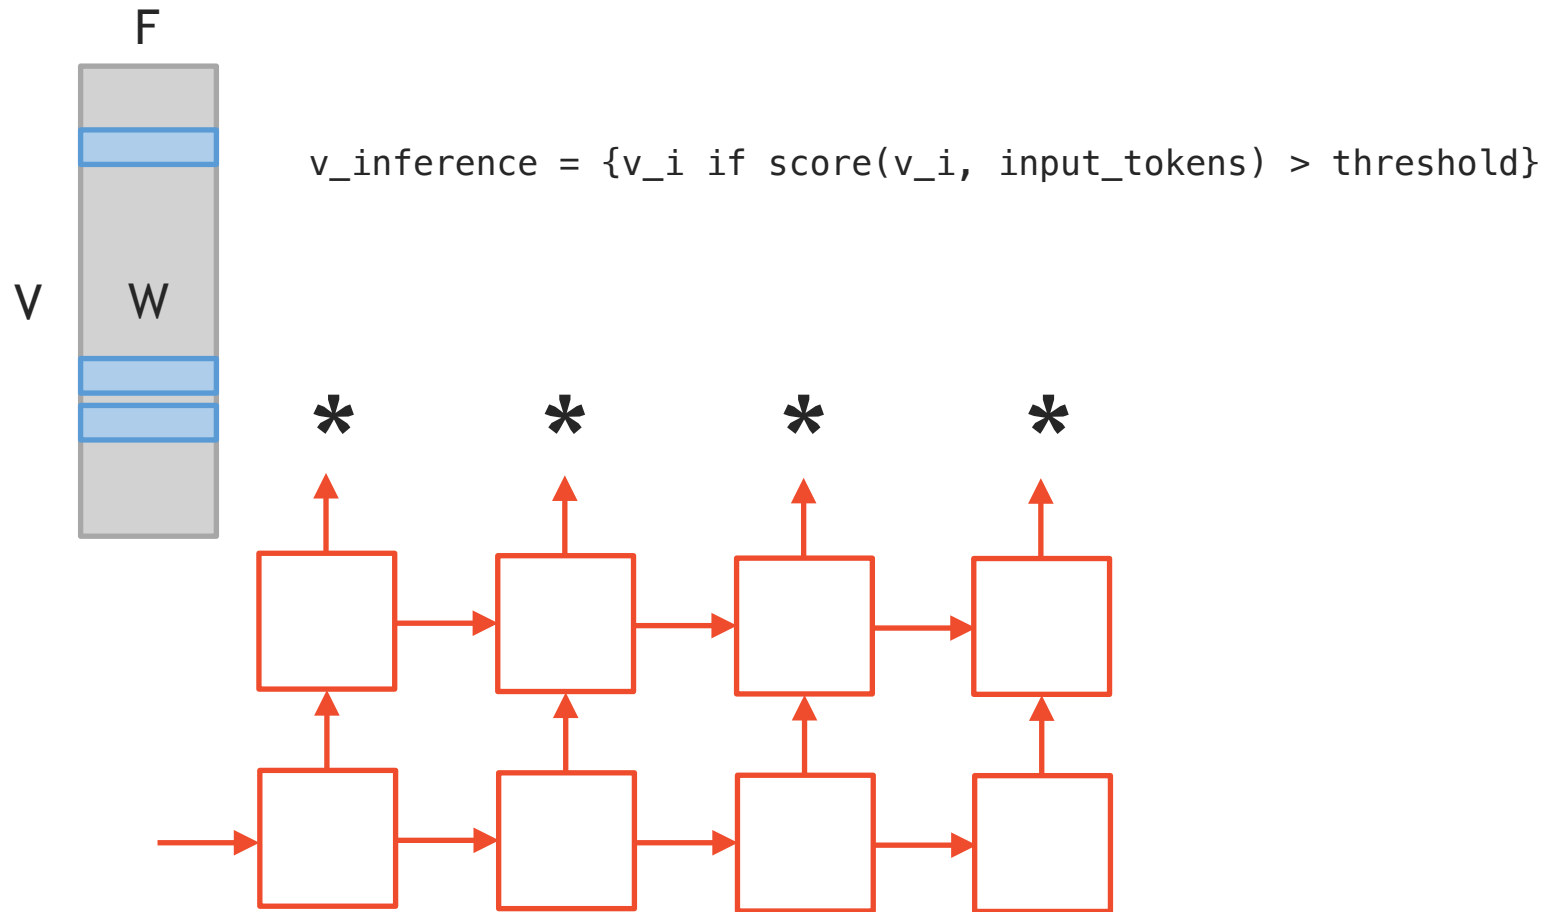 F
v_inference = {v_i if score(v_i, input_tokens) > threshold}
V
W
* * * *